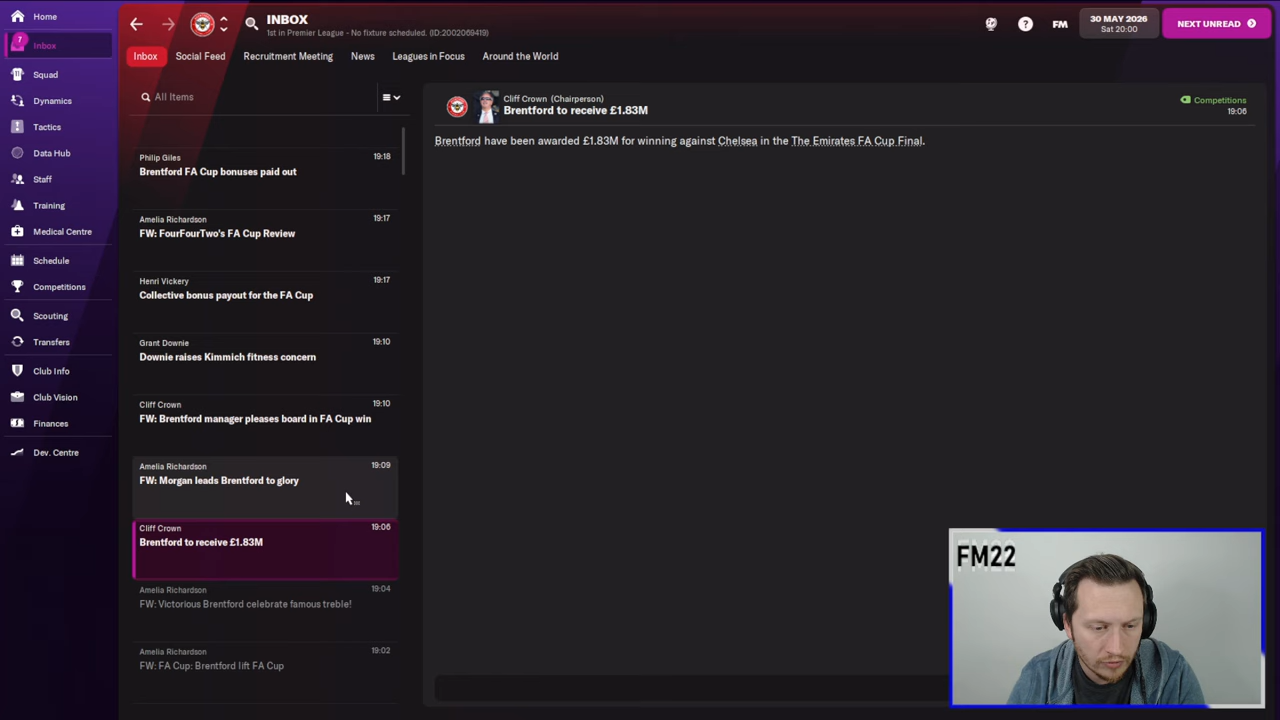 Home
INBOX
1st in Premier League - No fixture scheduled. (ID:2002069419)
FM
30 MAY 2026
Sat 20:00
NEXT UNREAD
7
Inbox
Inbox
Social Feed
Recruitment Meeting
News
Leagues in Focus
Around the World
Squad
Dynamics
Tactics
Data Hub
Staff
Training
Medical Centre
Schedule
Competitions
Scouting
Transfers
Club Info
Club Vision
Finances
Dev. Centre
All Items
Philip Giles
19:18
Brentford FA Cup bonuses paid out
Amelia Richardson
19:17
FW: FourFourTwo's FA Cup Review
Henri Vickery
19:17
Collective bonus payout for the FA Cup
Grant Downie
19:10
Downie raises Kimmich fitness concern
Cliff Crown
19:10
FW: Brentford manager pleases board in FA Cup win
Amelia Richardson
19:09
FW: Morgan leads Brentford to glory
Cliff Crown
19:06
Brentford to receive £1.83M
Amelia Richardson
19:04
FW: Victorious Brentford celebrate famous treble!
Amelia Richardson
19:02
FW: FA Cup: Brentford lift FA Cup
Cliff Crown (Chairperson)
Brentford to receive £1.83M
Competitions
19:06
Brentford have been awarded £1.83M for winning against Chelsea in the The Emirates FA Cup Final.
FM22